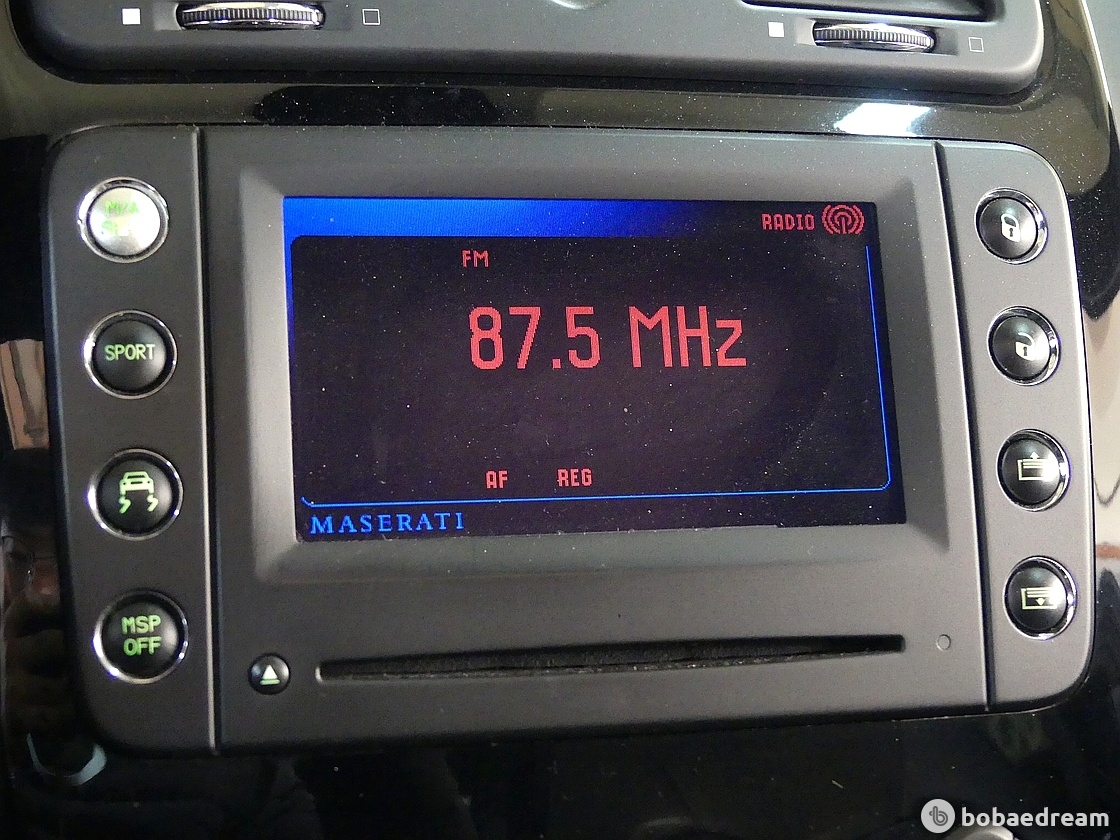 RADIO
FM
87.5 MHz
AF REG
MASERATI
SPORT
MSP
OFF
bobaedream